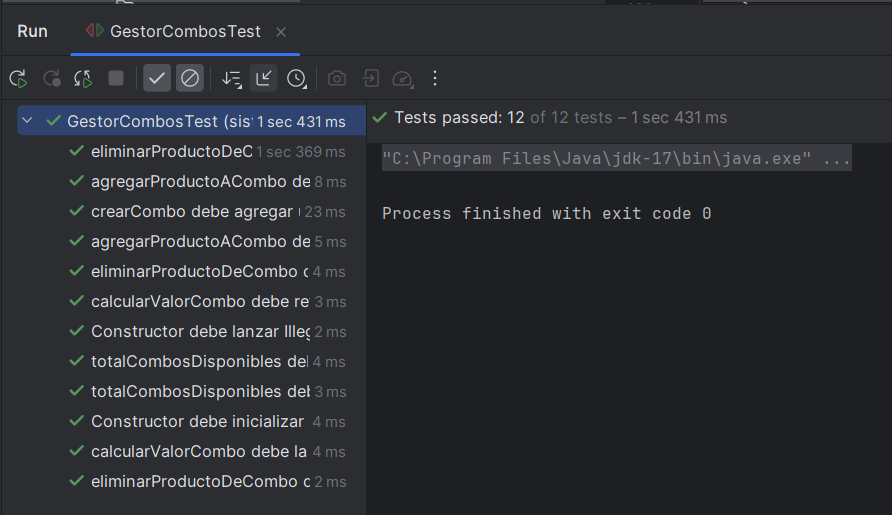 Run GestorCombosTest
GestorCombosTest (sis 1 sec 431 ms
eliminarProductoDeC 1 sec 369 ms
agregarProductoACombo de 8 ms
crearCombo debe agregar 23 ms
agregarProductoACombo de 5 ms
eliminarProductoDeCombo 4 ms
calcularValorCombo debe re 3 ms
Constructor debe lanzar Illeg 2 ms
totalCombosDisponibles del 4 ms
totalCombosDisponibles deb 3 ms
Constructor debe inicializar 4 ms
calcularValorCombo debe la 4 ms
eliminarProductoDeCombo 2 ms
Tests passed: 12 of 12 tests – 1 sec 431 ms
"C:\Program Files\Java\jdk-17\bin\java.exe" ...
Process finished with exit code 0